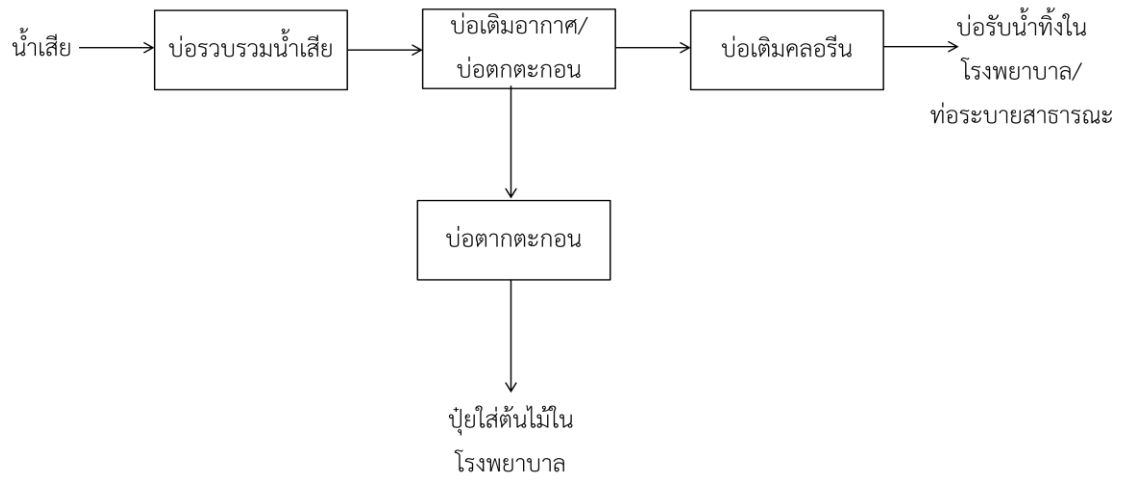 น้ำเสีย
บ่อรวบรวมน้ำเสีย
บ่อเติมอากาศ/
บ่อตกตะกอน
บ่อเติมคลอรีน
บ่อรับน้ำทิ้งใน
โรงพยาบาล/
ท่อระบายสาธารณะ
บ่อตากตะกอน
ปุ๋ยใส่ต้นไม้ใน
โรงพยาบาล